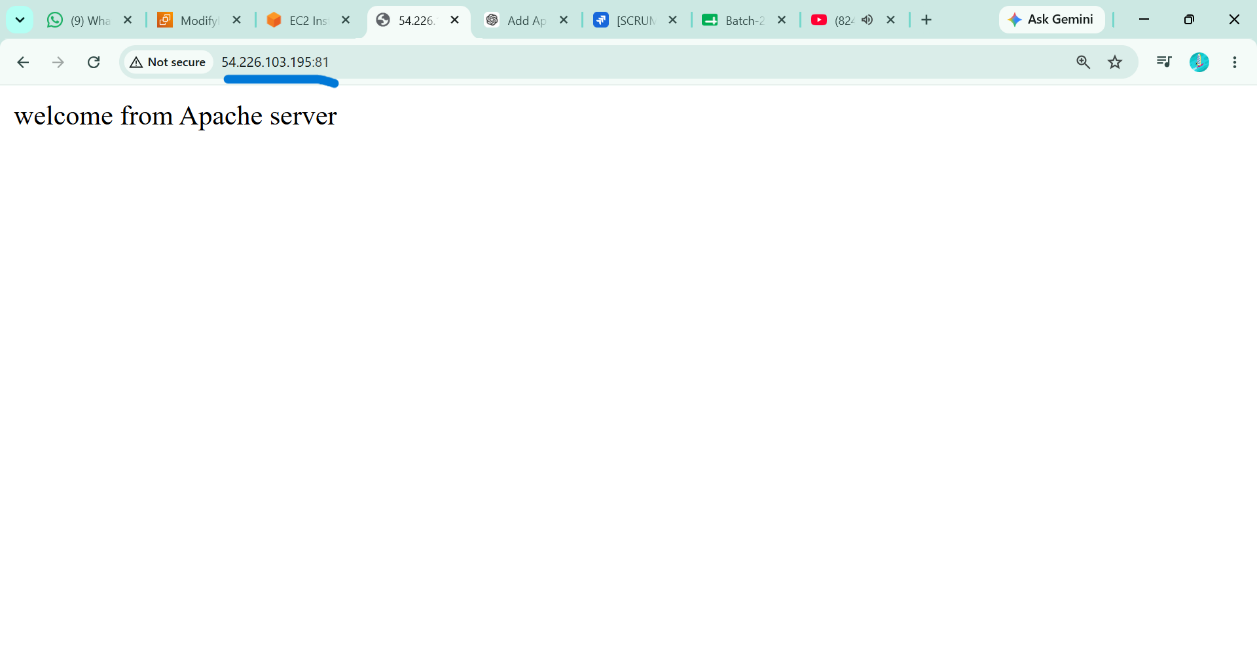 (9) Wha
Modify
EC2 Ins
54.226.
Add Ap
[SCRUM
Batch-2
(824
Ask Gemini
Not secure
54.226.103.195:81
welcome from Apache server